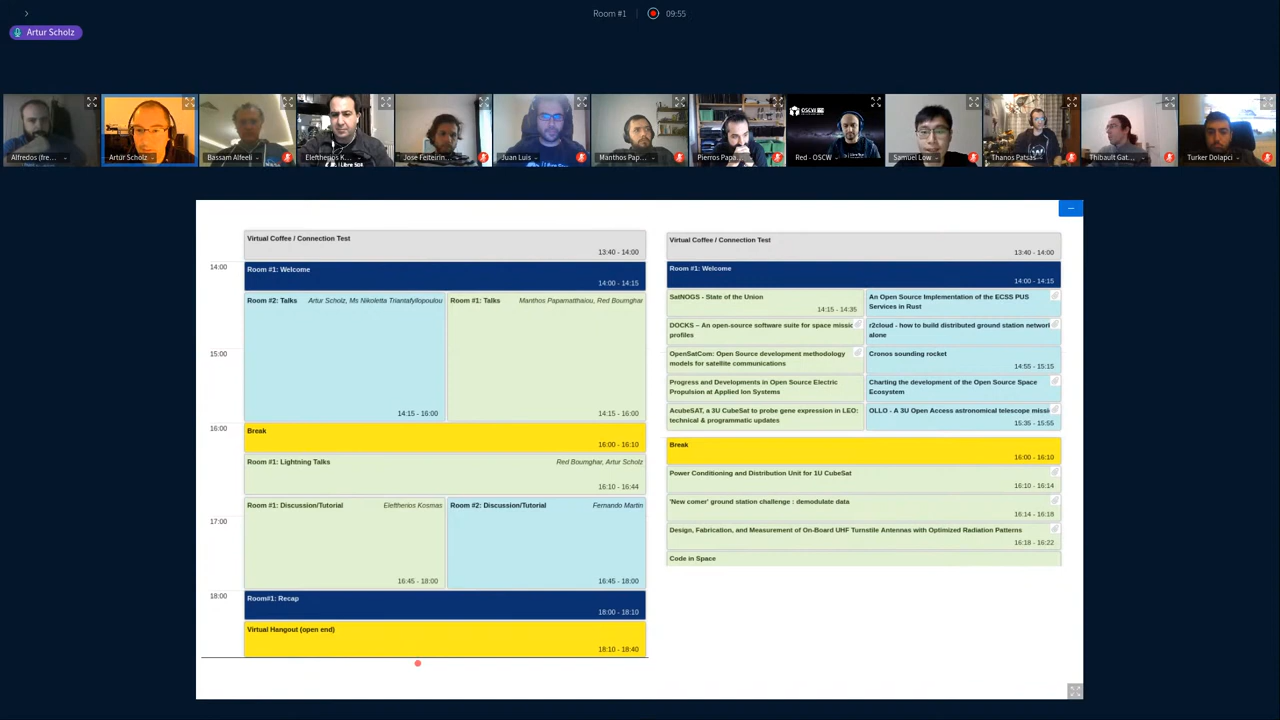 Room #1
09:55
Artur Scholz
OSCW
Alfredos (fre...
Artur Scholz
Bassam Alfeeli
Eleftherios K...
Jose Feiteirin...
Juan Luis
Manthos Pap...
Pierros Papa...
Red - OSCW
Samuel Low
Thanos Patsas
Thibault Gat...
Turker Dolapci
Virtual Coffee / Connection Test
13:40 - 14:00
14:00
Room #1: Welcome
14:00 - 14:15
Room #2: Talks Artur Scholz, Ms Nikoletta Triantafyllopoulou
14:15 - 16:00
Room #1: Talks Manthos Papamatthaiou, Red Boumghar
14:15 - 16:00
15:00
16:00
Break
16:00 - 16:10
Room #1: Lightning Talks Red Boumghar, Artur Scholz
16:10 - 16:44
17:00
Room #1: Discussion/Tutorial Eleftherios Kosmas
16:45 - 18:00
Room #2: Discussion/Tutorial Fernando Martin
16:45 - 18:00
18:00
Room#1: Recap
18:00 - 18:10
Virtual Hangout (open end)
18:10 - 18:40
Virtual Coffee / Connection Test
13:40 - 14:00
Room #1: Welcome
14:00 - 14:15
SatNOGS - State of the Union
14:15 - 14:35
An Open Source Implementation of the ECSS PUS
Services in Rust
DOCKS – An open-source software suite for space missic
profiles
r2cloud - how to build distributed ground station networl
alone
OpenSatCom: Open Source development methodology
models for satellite communications
Cronos sounding rocket
14:55 - 15:15
Progress and Developments in Open Source Electric
Propulsion at Applied Ion Systems
Charting the development of the Open Source Space
Ecosystem
AcubeSAT, a 3U CubeSat to probe gene expression in LEO:
technical & programmatic updates
OLLO - A 3U Open Access astronomical telescope missi
15:35 - 15:55
Break
16:00 - 16:10
Power Conditioning and Distribution Unit for 1U CubeSat
16:10 - 16:14
'New comer' ground station challenge : demodulate data
16:14 - 16:18
Design, Fabrication, and Measurement of On-Board UHF Turnstile Antennas with Optimized Radiation Patterns
16:18 - 16:22
Code in Space